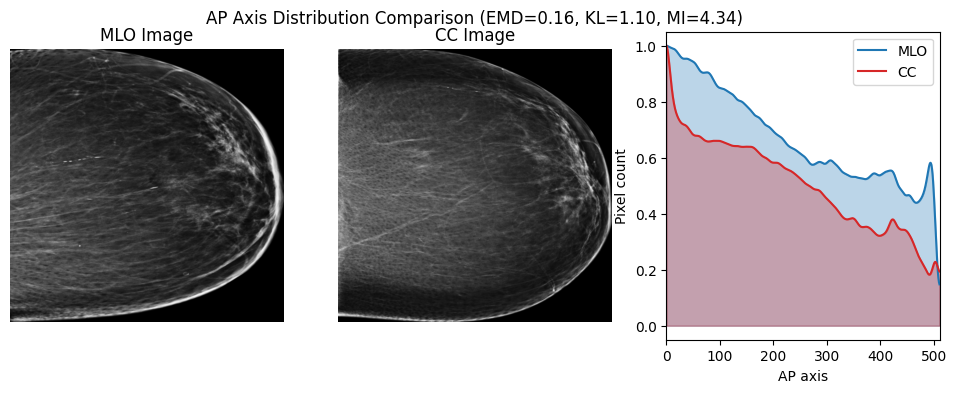 AP Axis Distribution Comparison (EMD=0.16, KL=1.10, MI=4.34)
MLO Image
CC Image
MLO
CC
Pixel count
1.0
0.8
0.6
0.4
0.2
0.0
0 100 200 300 400 500
AP axis